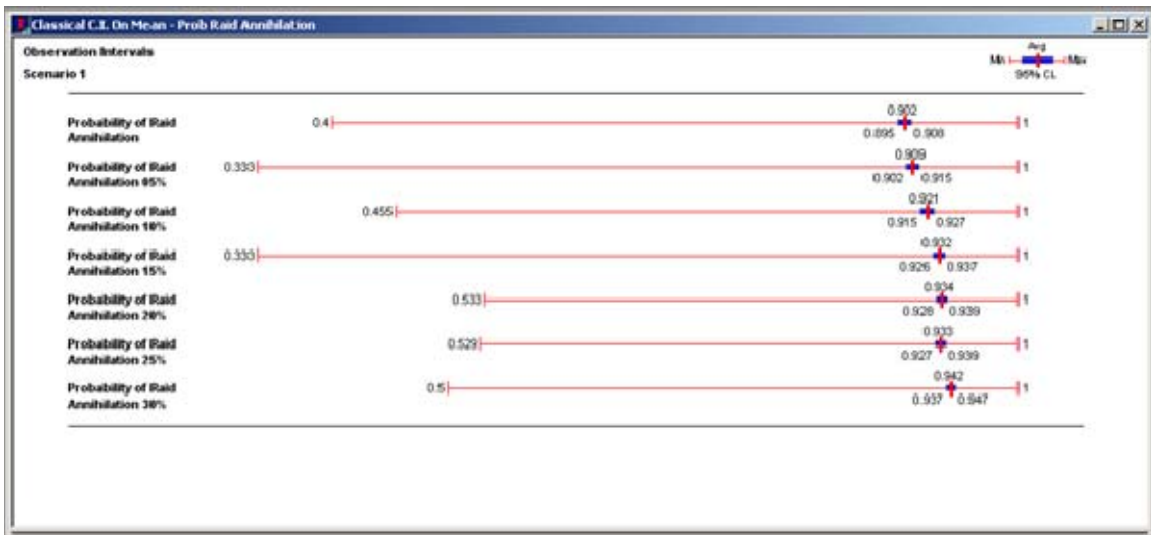 Classical C.I. On Mean - Prob Raid Annihilation
Observation Intervals
Scenario 1
Avg
Min Max
95% CL
Probability of Raid
Annihilation
0.4
0.902
0.895 0.908
1
Probability of Raid
Annihilation 05%
0.333
0.909
0.902 0.915
1
Probability of Raid
Annihilation 10%
0.455
0.921
0.915 0.927
1
Probability of Raid
Annihilation 15%
0.333
0.932
0.926 0.937
1
Probability of Raid
Annihilation 20%
0.533
0.934
0.928 0.939
1
Probability of Raid
Annihilation 25%
0.529
0.933
0.927 0.939
1
Probability of Raid
Annihilation 30%
0.5
0.942
0.937 0.947
1